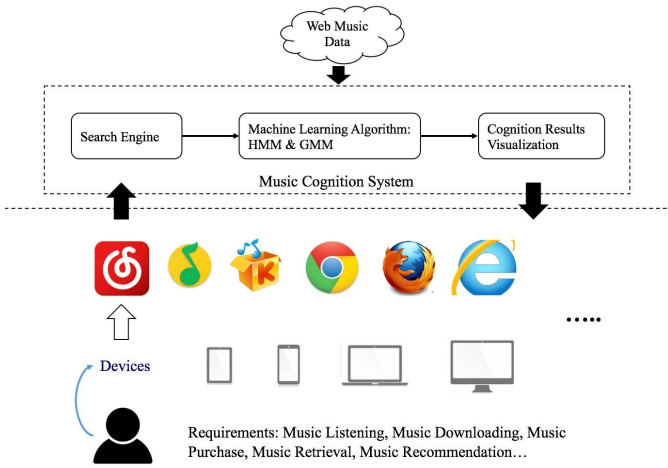 Web Music
Data
Search Engine
Machine Learning Algorithm:
HMM & GMM
Cognition Results
Visualization
Music Cognition System
K
.....
Devices
Requirements: Music Listening, Music Downloading, Music
Purchase, Music Retrieval, Music Recommendation…